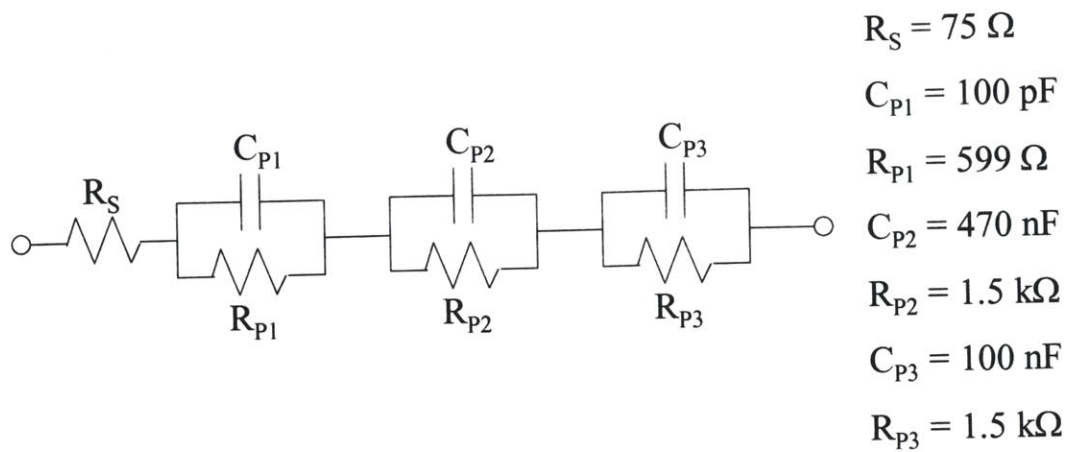 R_S = 75 Ω
C_P1 = 100 pF
R_P1 = 599 Ω
C_P2 = 470 nF
R_P2 = 1.5 kΩ
C_P3 = 100 nF
R_P3 = 1.5 kΩ
R_S
C_P1
R_P1
C_P2
R_P2
C_P3
R_P3